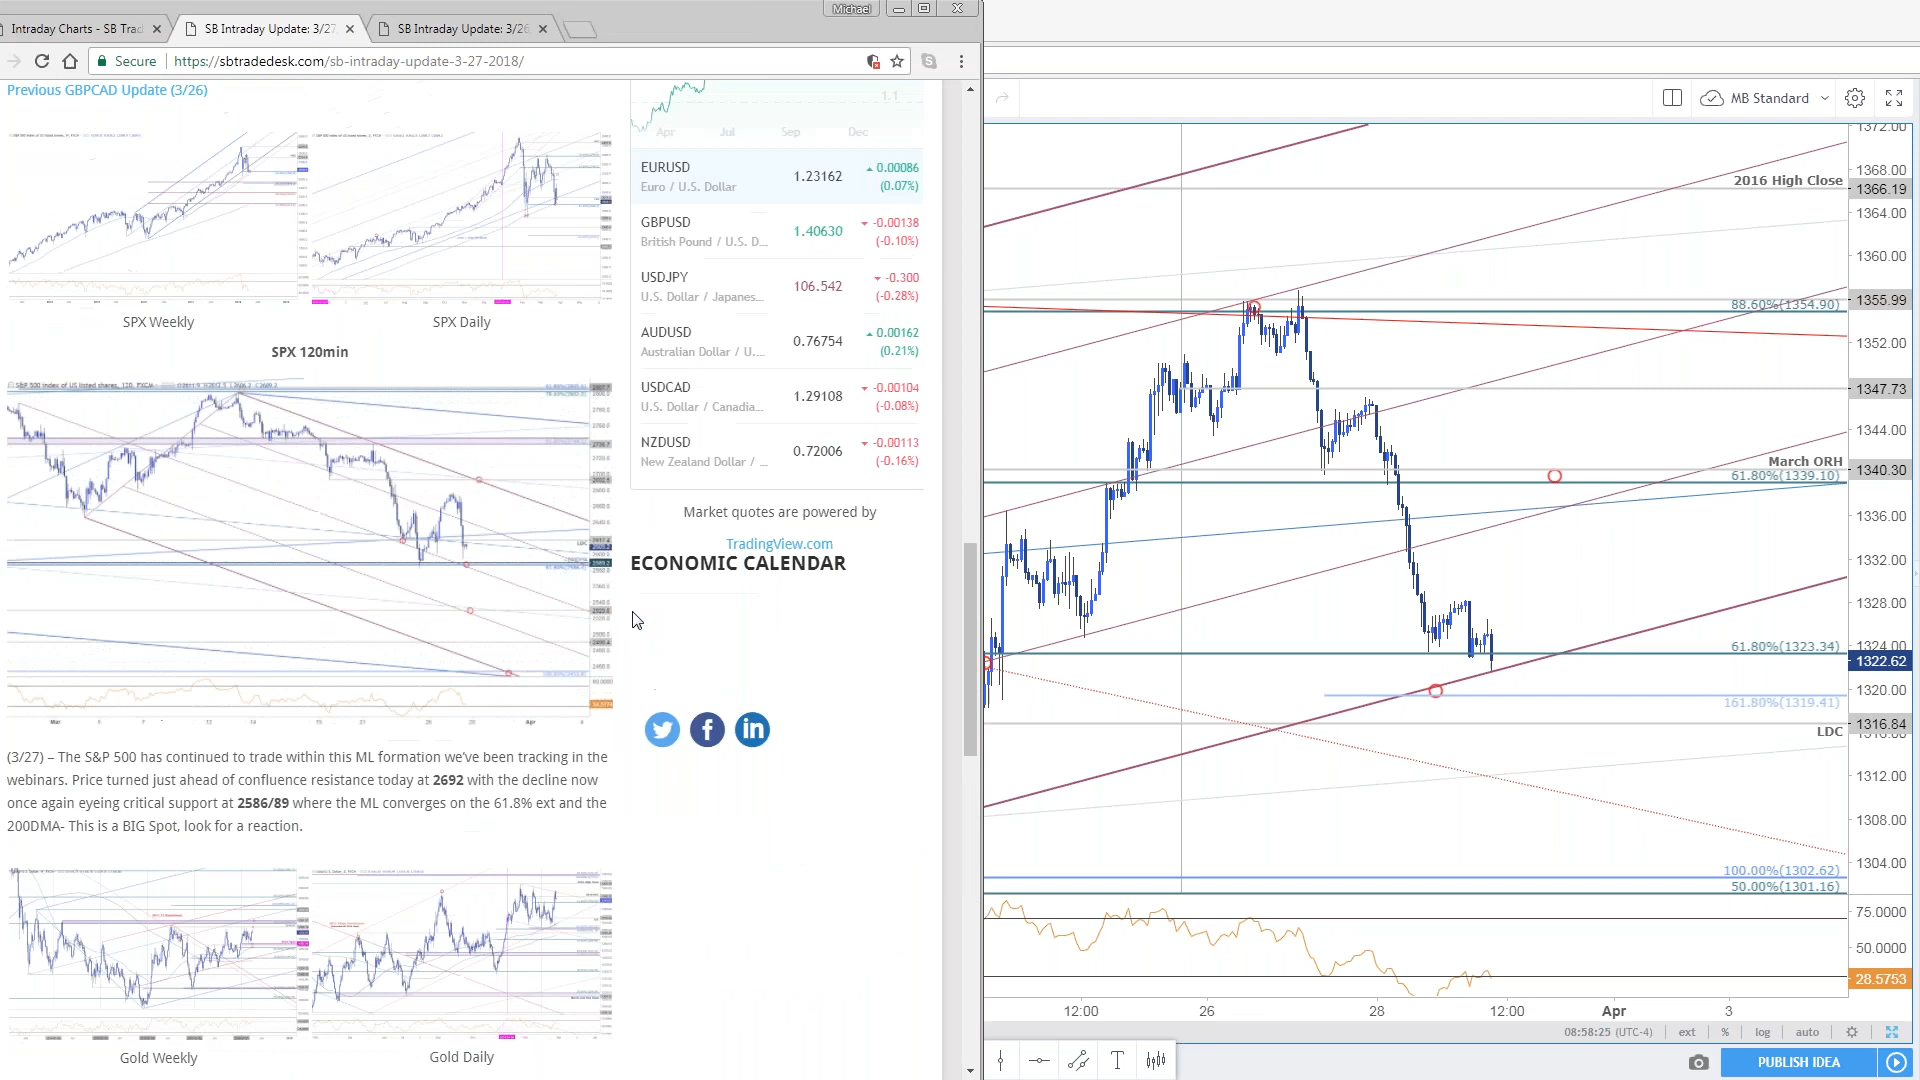 Michael
Intraday Charts - SB Trad
SB Intraday Update: 3/27
SB Intraday Update: 3/26
Secure
https://sbtradedesk.com/sb-intraday-update-3-27-2018/
Previous GBPCAD Update (3/26)
SPX Weekly
SPX Daily
SPX 120min
Mar
Apr
(3/27) – The S&P 500 has continued to trade within this ML formation we've been tracking in the
webinars. Price turned just ahead of confluence resistance today at 2692 with the decline now
once again eyeing critical support at 2586/89 where the ML converges on the 61.8% ext and the
200DMA- This is a BIG Spot, look for a reaction.
Gold Weekly
Gold Daily
1.1
Apr
Jul
Sep
Dec
EURUSD
Euro / U.S. Dollar
1.23162
0.00086
(0.07%)
GBPUSD
British Pound / U.S. D...
1.40630
-0.00138
(-0.10%)
USDJPY
U.S. Dollar / Japanes...
106.542
-0.300
(-0.28%)
AUDUSD
Australian Dollar / U....
0.76754
0.00162
(0.21%)
USDCAD
U.S. Dollar / Canadia...
1.29108
-0.00104
(-0.08%)
NZDUSD
New Zealand Dollar / ...
0.72006
-0.00113
(-0.16%)
Market quotes are powered by
TradingView.com
ECONOMIC CALENDAR
MB Standard
1372.00
1368.00
2016 High Close
1366.19
1364.00
1360.00
1355.99
88.60%(1354.90)
1352.00
1347.73
1344.00
March ORH
1340.30
61.80%(1339.10)
1336.00
1332.00
1328.00
1324.00
61.80%(1323.34)
1322.62
1320.00
161.80%(1319.41)
1316.84
LDC
1312.00
1308.00
1304.00
100.00%(1302.62)
50.00%(1301.16)
75.0000
50.0000
28.5753
12:00
26
28
12:00
Apr
3
08:58:25 (UTC-4)
ext
%
log
auto
T
PUBLISH IDEA